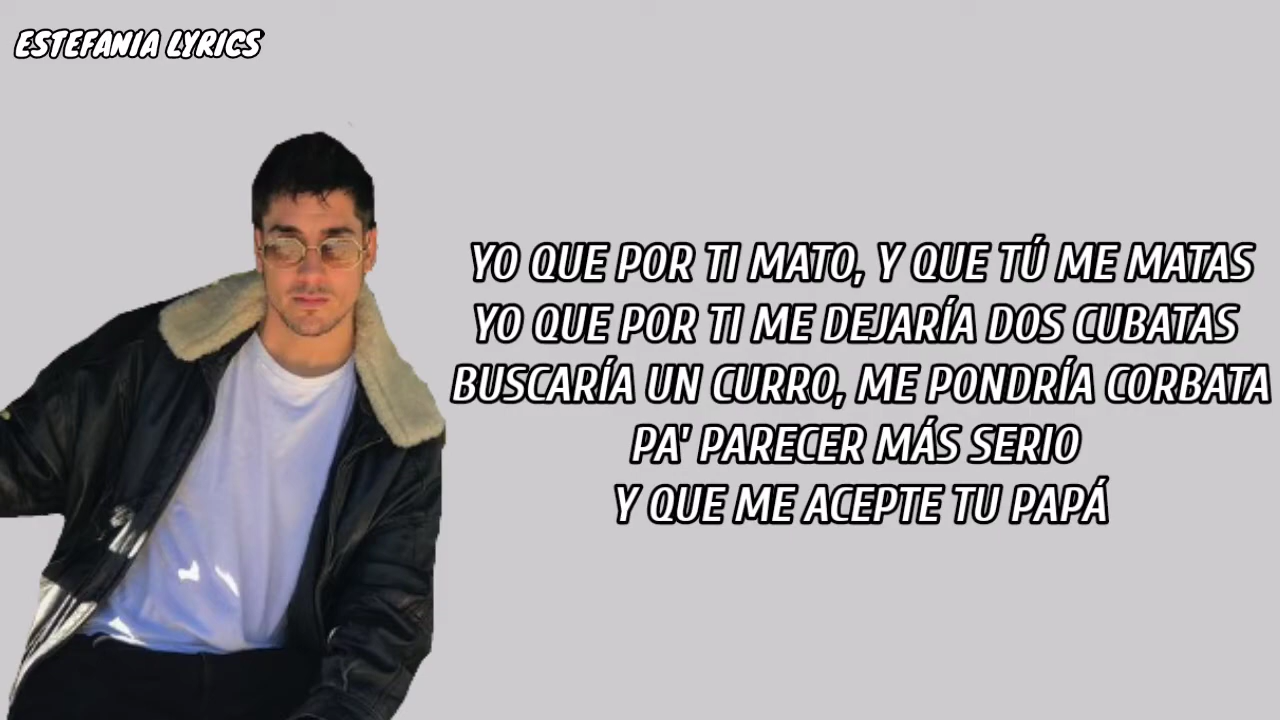 ESTEFANIA LYRICS
YO QUE POR TI MATO, Y QUE TÚ ME MATAS
YO QUE POR TI ME DEJARÍA DOS CUBATAS
BUSCARÍA UN CURRO, ME PONDRÍA CORBATA
PA' PARECER MÁS SERIO
Y QUE ME ACEPTE TU PAPÁ